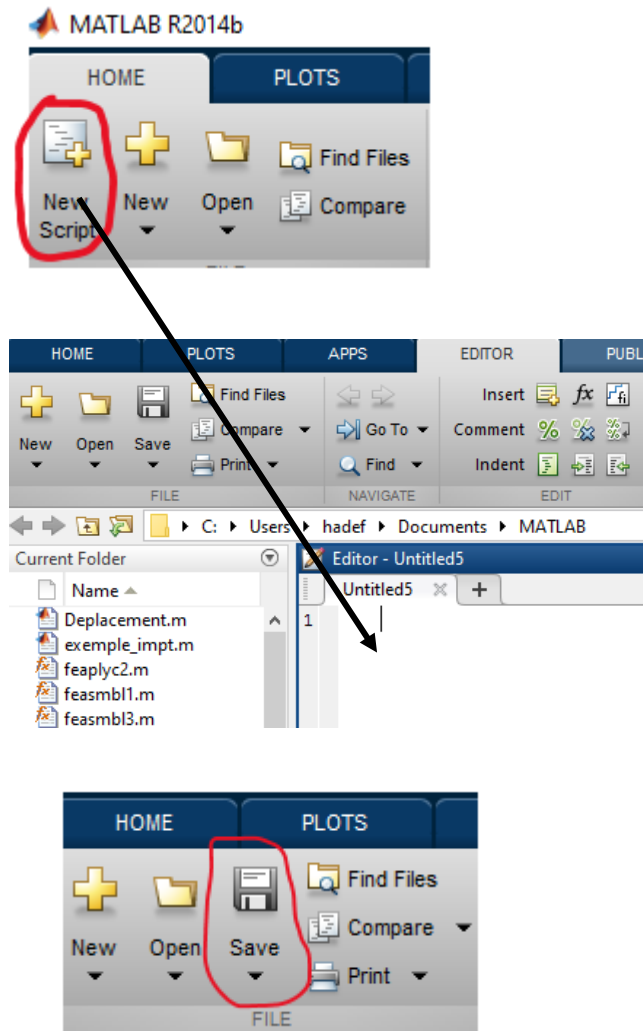 MATLAB R2014b
HOME PLOTS
New Script New Open Find Files
Compare
HOME PLOTS APPS EDITOR PUBL
New Open Save Find Files
Compare
Print
Go To
Find
Insert fx fi
Comment % % %
Indent
FILE NAVIGATE EDIT
C: Users hadef Documents MATLAB
Current Folder
Editor - Untitled5
Name
Untitled5 +
1
Deplacement.m
exemple_impt.m
feaplyc2.m
feasmbl1.m
feasmbl3.m
HOME PLOTS
New Open Save Find Files
Compare
Print
FILE